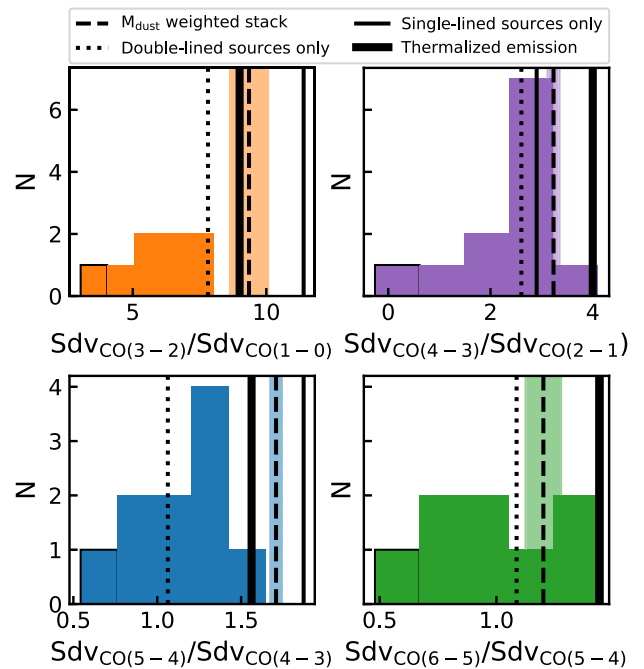 M_dust weighted stack
Double-lined sources only
Single-lined sources only
Thermalized emission
N
6
4
2
0
5
10
Sdv_CO(3−2)/Sdv_CO(1−0)
N
6
4
2
0
0
2
4
Sdv_CO(4−3)/Sdv_CO(2−1))
N
4
3
2
1
0
0.5
1.0
1.5
Sdv_CO(5−4)/Sdv_CO(4−3)
N
4
3
2
1
0
0.5
1.0
Sdv_CO(6−5)/Sdv_CO(5−4)